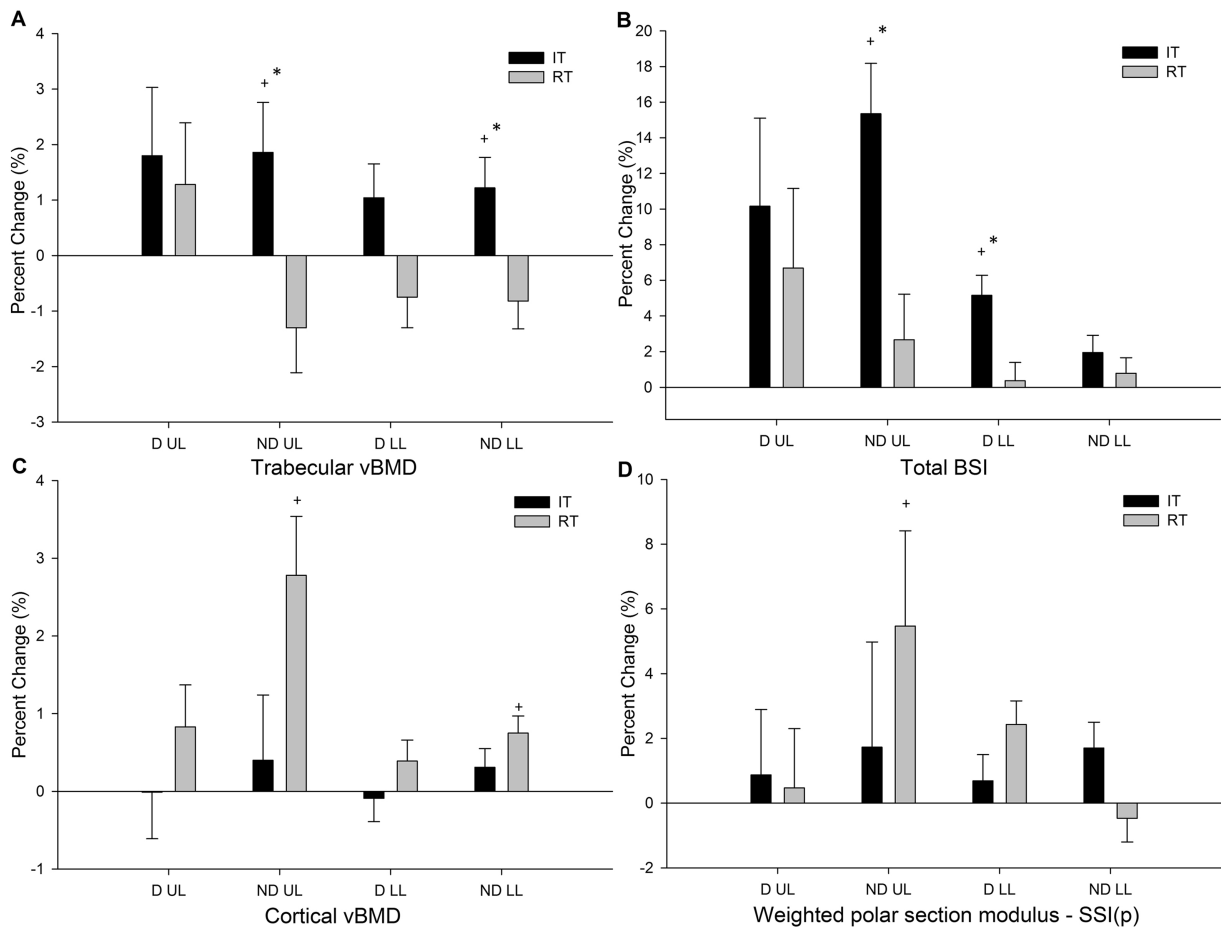 A
4
3
2
1
0
-1
-2
-3
Percent Change (%)
IT
RT
+ *
+ *
D UL
ND UL
D LL
ND LL
Trabecular vBMD
B
20
18
16
14
12
10
8
6
4
2
0
Percent Change (%)
IT
RT
+ *
+ *
D UL
ND UL
D LL
ND LL
Total BSI
C
4
3
2
1
0
-1
Percent Change (%)
IT
RT
+
+
D UL
ND UL
D LL
ND LL
Cortical vBMD
D
10
8
6
4
2
0
-2
Percent Change (%)
IT
RT
+
D UL
ND UL
D LL
ND LL
Weighted polar section modulus - SSI(p)